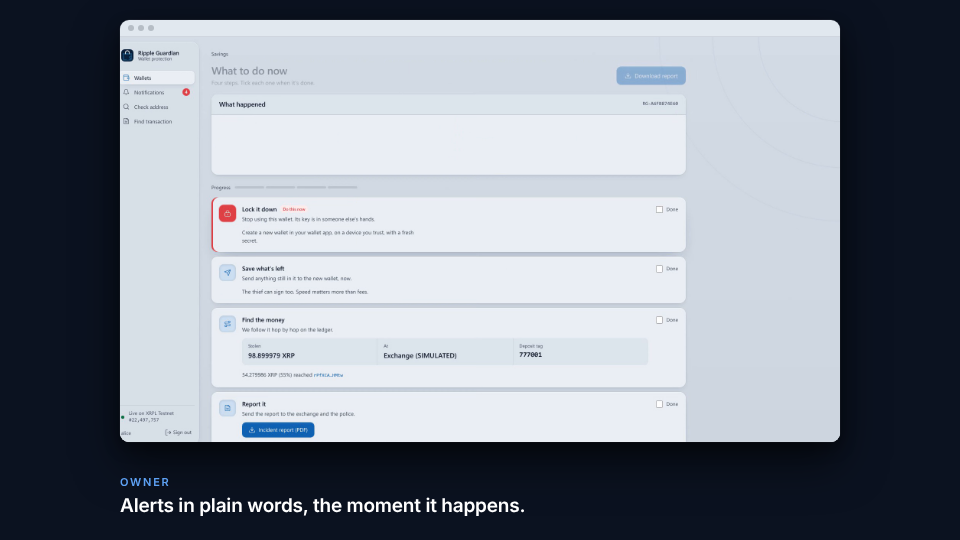 Ripple Guardian
Wallet protection
Wallets
Notifications
Check address
Find transaction
Live on XRPL Testnet
Sign out
Savings
What to do now
Your steps. Tick each one when it's done.
Download report
What happened
Progress
Lock it down
Do this now
Done
Stop using this wallet. Its key is in someone else's hands.
Create a new wallet in your wallet app, on a device you trust, with a fresh
secret.
Save what's left
Done
Send anything still in it to the new wallet, now.
The thief can sign too. Speed matters more than fees.
Find the money
Done
We follow it hop by hop on the ledger.
Stolen
At
Deposit tag
98.899979 XRP
Exchange (SIMULATED)
777001
XRP (55%) reached
Report it
Done
Send the report to the exchange and the police.
Incident report (PDF)
OWNER
Alerts in plain words, the moment it happens.